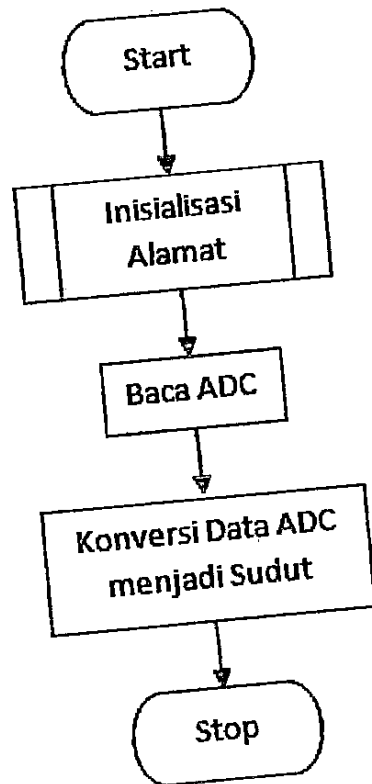 Start
Inisialisasi
Alamat
Baca ADC
Konversi Data ADC
menjadi Sudut
Stop